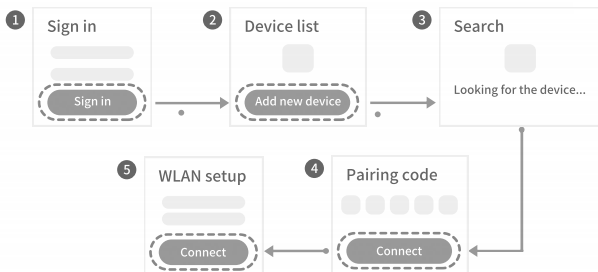 1 Sign in
Sign in
2 Device list
Add new device
3 Search
Looking for the device...
4 Pairing code
Connect
5 WLAN setup
Connect